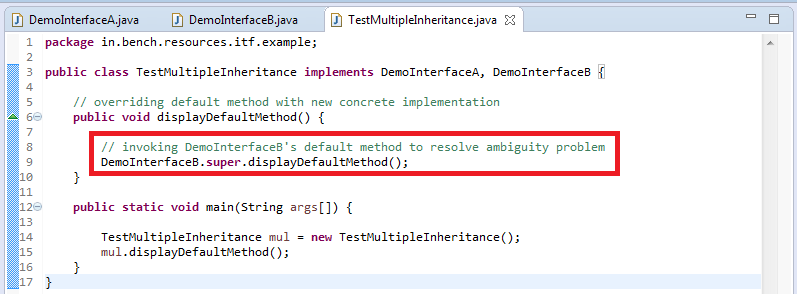 DemoInterfaceA.java DemoInterfaceB.java TestMultipleInheritance.java
1 package in.bench.resources.itf.example;
2
3 public class TestMultipleInheritance implements DemoInterfaceA, DemoInterfaceB {
4
5 // overriding default method with new concrete implementation
6 public void displayDefaultMethod() {
7
8 // invoking DemoInterfaceB's default method to resolve ambiguity problem
9 DemoInterfaceB.super.displayDefaultMethod();
10 }
11
12 public static void main(String args[]) {
13
14 TestMultipleInheritance mul = new TestMultipleInheritance();
15 mul.displayDefaultMethod();
16 }
17 }